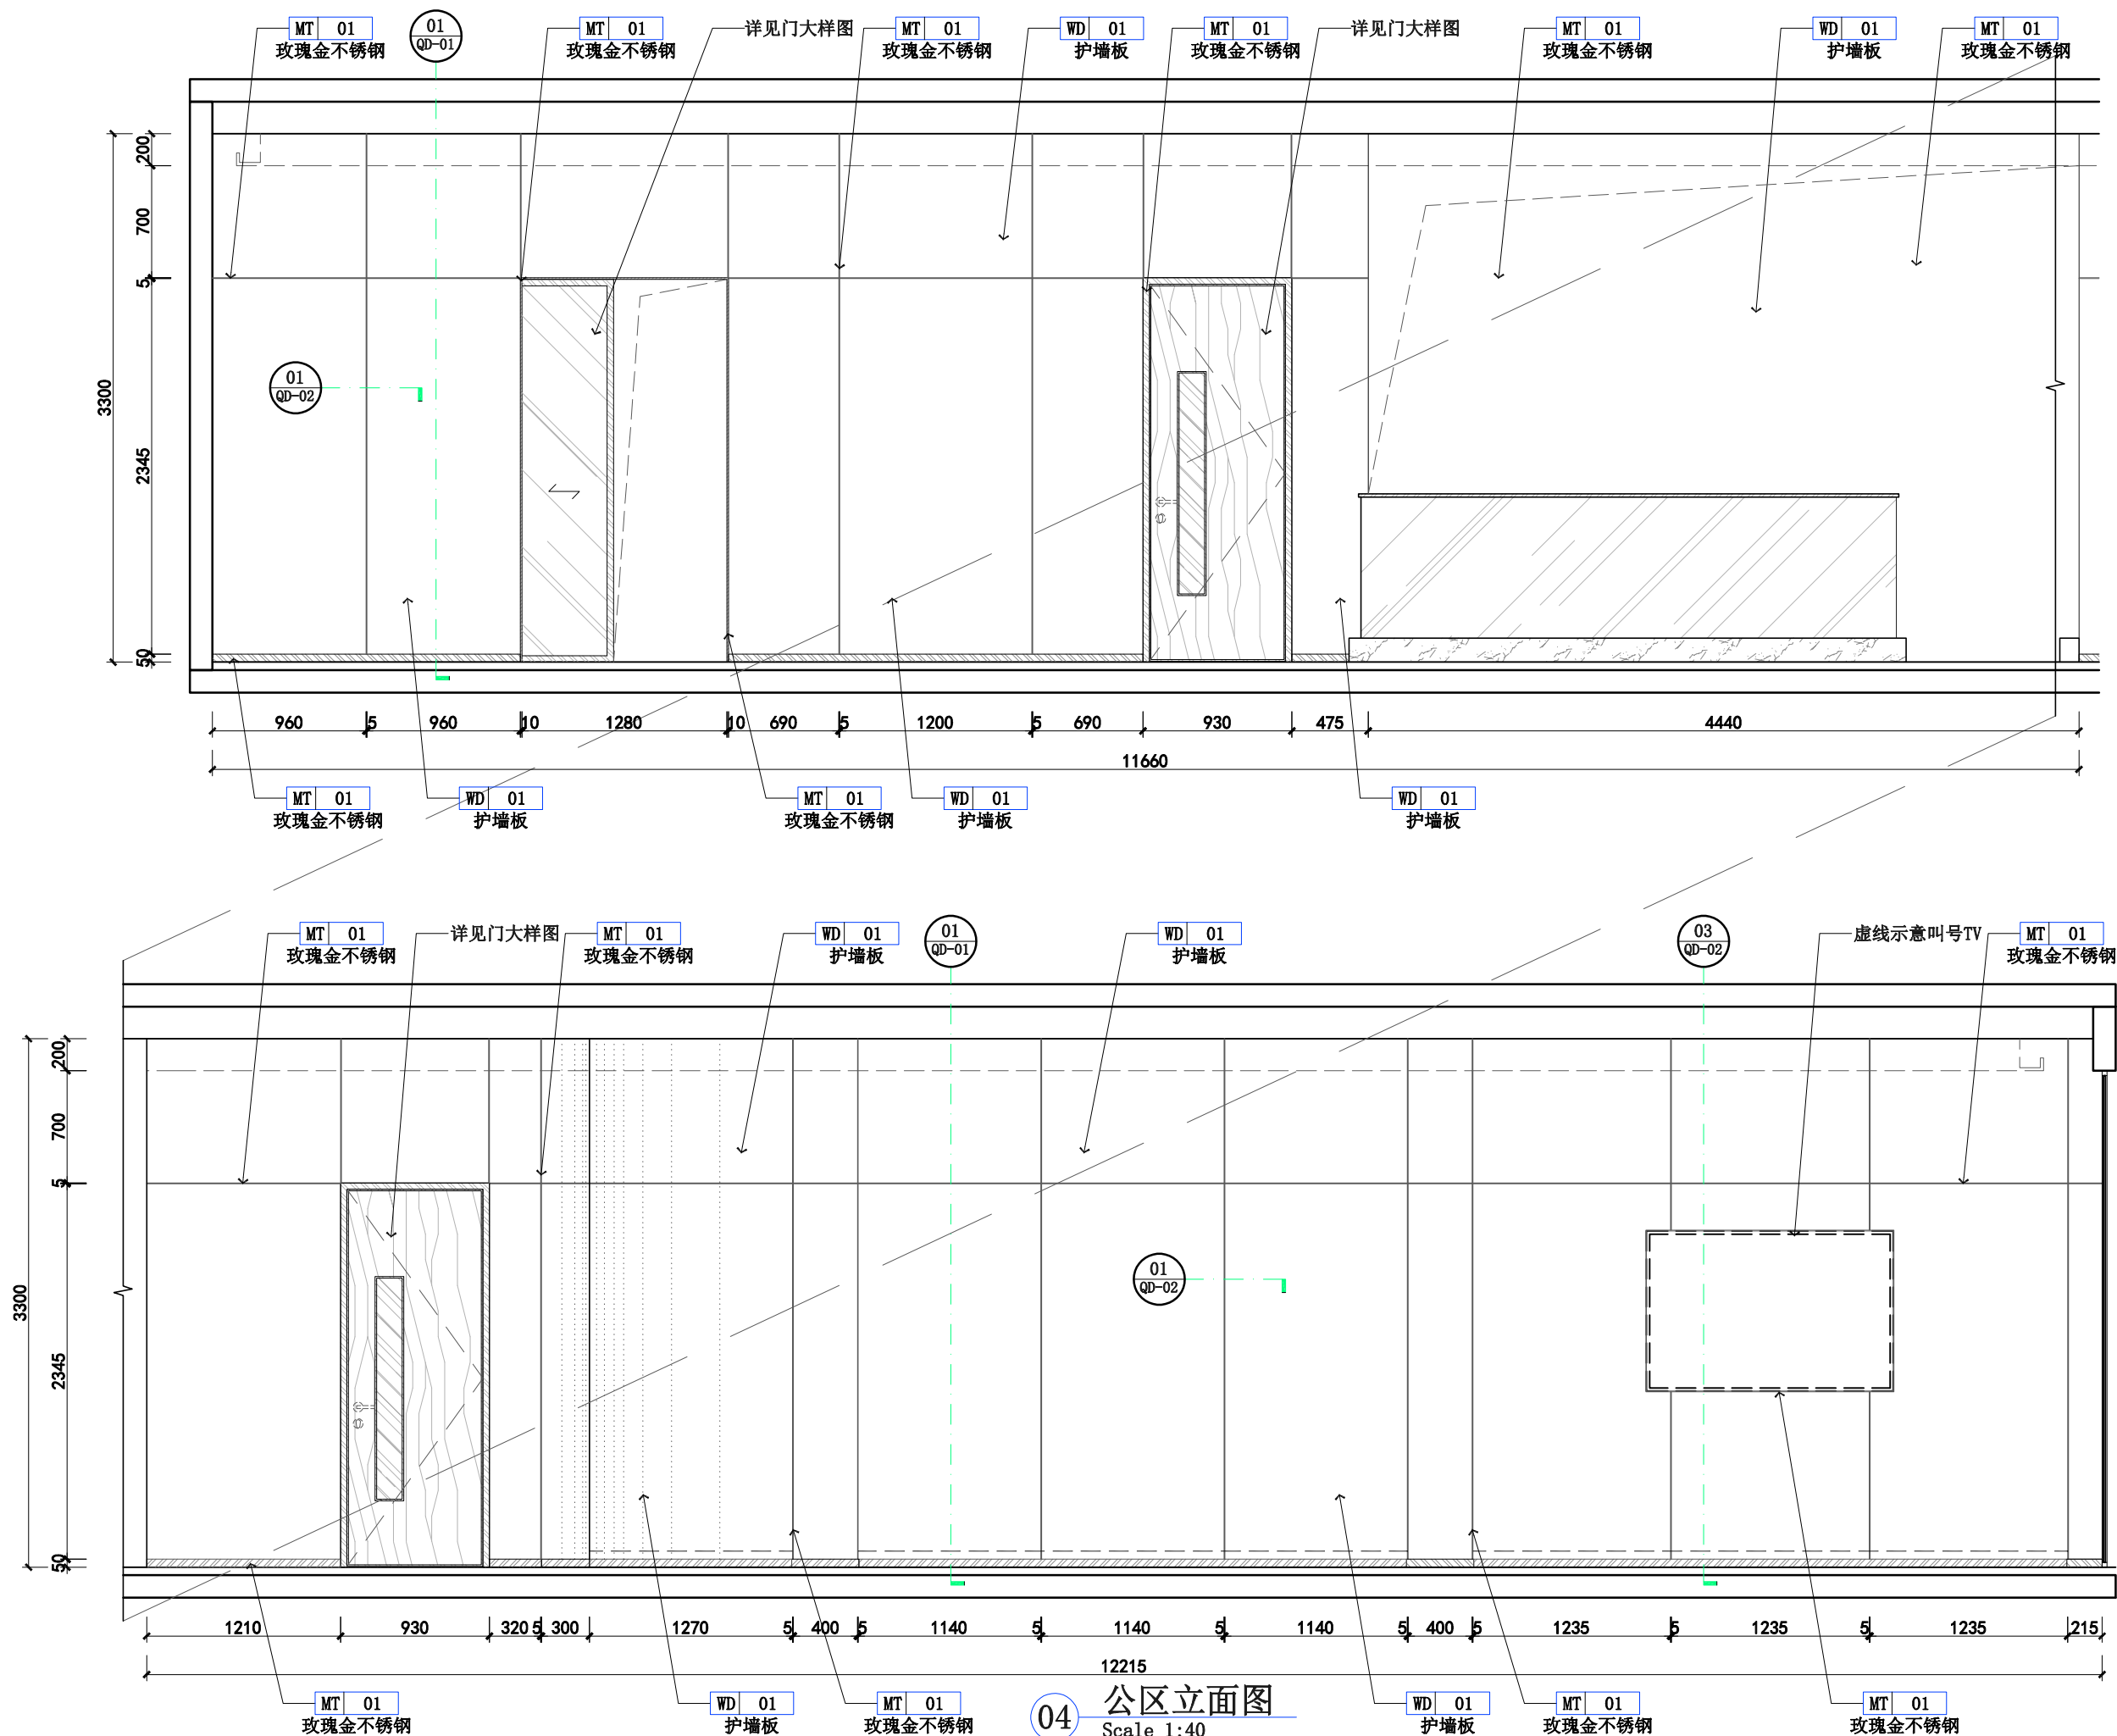 MT 01
玫瑰金不锈钢
01
QD-01
MT 01
玫瑰金不锈钢
详见门大样图
MT 01
玫瑰金不锈钢
WD 01
护墙板
MT 01
玫瑰金不锈钢
详见门大样图
MT 01
玫瑰金不锈钢
WD 01
护墙板
MT 01
玫瑰金不锈钢
200
700
5
2345
50
3300
01
QD-02
960 5 960 10 1280 10 690 5 1200 5 690 930 475 4440
11660
MT 01
玫瑰金不锈钢
WD 01
护墙板
MT 01
玫瑰金不锈钢
WD 01
护墙板
WD 01
护墙板
MT 01
玫瑰金不锈钢
详见门大样图
MT 01
玫瑰金不锈钢
WD 01
护墙板
01
QD-01
WD 01
护墙板
03
QD-02
虚线示意叫号TV
MT 01
玫瑰金不锈钢
200
700
5
2345
50
3300
01
QD-02
1210 930 320 5 300 1270 5 400 5 1140 5 1140 5 1140 5 400 5 1235 5 1235 5 1235 215
12215
MT 01
玫瑰金不锈钢
WD 01
护墙板
MT 01
玫瑰金不锈钢
04
公区立面图
Scale 1:40
WD 01
护墙板
MT 01
玫瑰金不锈钢
MT 01
玫瑰金不锈钢